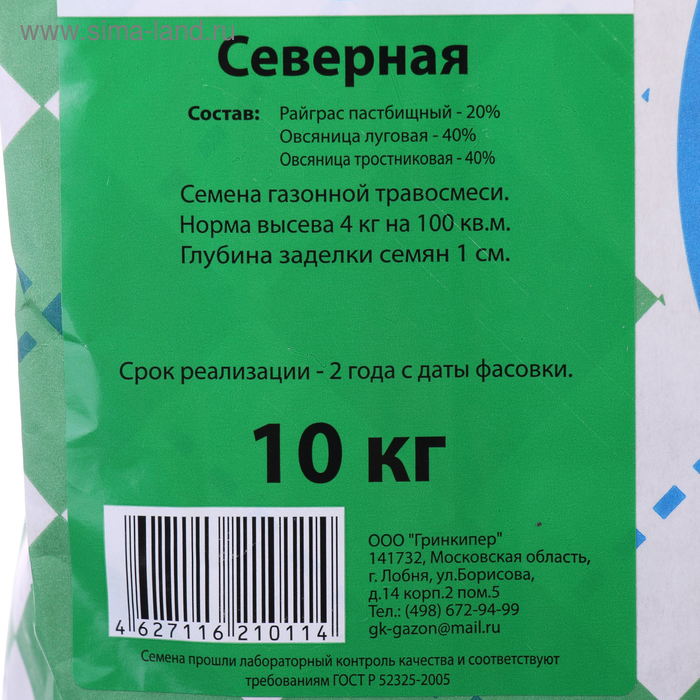 www.sima-land.ru
Северная
Состав: Райграс пастбищный - 20%
Овсяница луговая - 40%
Овсяница тростниковая - 40%
Семена газонной травосмеси.
Норма высева 4 кг на 100 кв.м.
Глубина заделки семян 1 см.
Срок реализации - 2 года с даты фасовки.
10 кг
ООО "Гринкипер"
141732, Московская область,
г. Лобня, ул.Борисова,
д.14 корп.2 пом.5
Тел.: (498) 672-94-99
gk-gazon@mail.ru
4 627116 210114
Семена прошли лабораторный контроль качества и соответствуют
требованиям ГОСТ Р 52325-2005